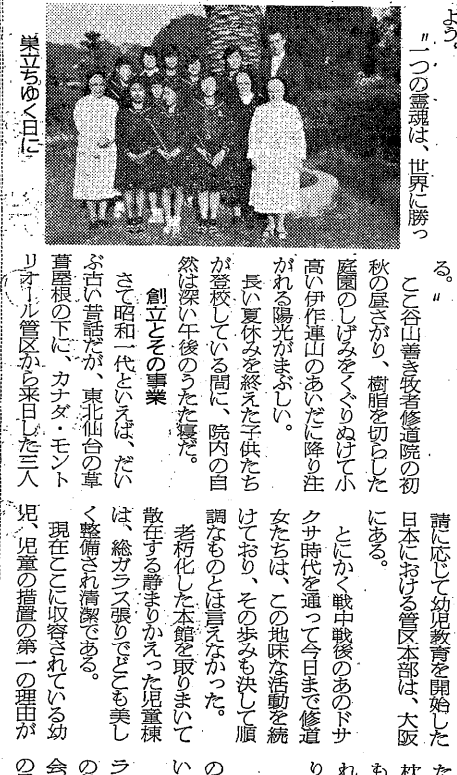 よう。
〃一つの霊魂は、世界に勝っ
巣立ちゆく日に
る。〃
ここ谷山善き牧者修道院の初
秋の昼さがり、樹脂を切らした
庭園のしげみをくぐりぬけて小
高い伊作連山のあいだに降り注
がれる陽光がまぶしい。
長い夏休みを終えた子供たち
が登校している間に、院内の自
然は深い午後のうたた寝だ。
創立とその事業
さて昭和一代といえば、だい
ぶ古い昔話だが、東北仙台の草
葺屋根の下に、カナダ・モント
リオール管区から来日した三人
請に応じて幼児教育を開始した
日本における管区本部は、大阪
にある。
とにかく戦中戦後のあのドサ
クサ時代を通って今日まで修道
女たちは、この地味な活動を続
けており、その歩みも決して順
調なものとは言えなかった。
老朽化した本館を取りまいて
散在する静まりかえった児童棟
は、総ガラス張りでどこも美し
く整備され清潔である。
現在ここに収容されている幼
児、児童の措置の第一の理由が